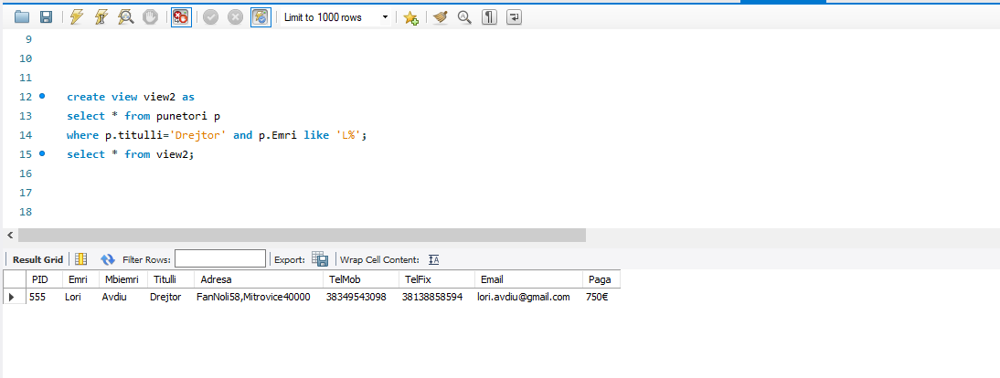 Limit to 1000 rows
9
10
11
12 create view view2 as
13 select * from punetori p
14 where p.titulli='Drejtor' and p.Emri like 'L%';
15 select * from view2;
16
17
18
Result Grid Filter Rows: Export: Wrap Cell Content:
PID Emri Mbiemri Titulli Adresa TelMob TelFix Email Paga
555 Lori Avdiu Drejtor FanNoli58,Mitrovice40000 38349543098 38138858594 lori.avdiu@gmail.com 750€